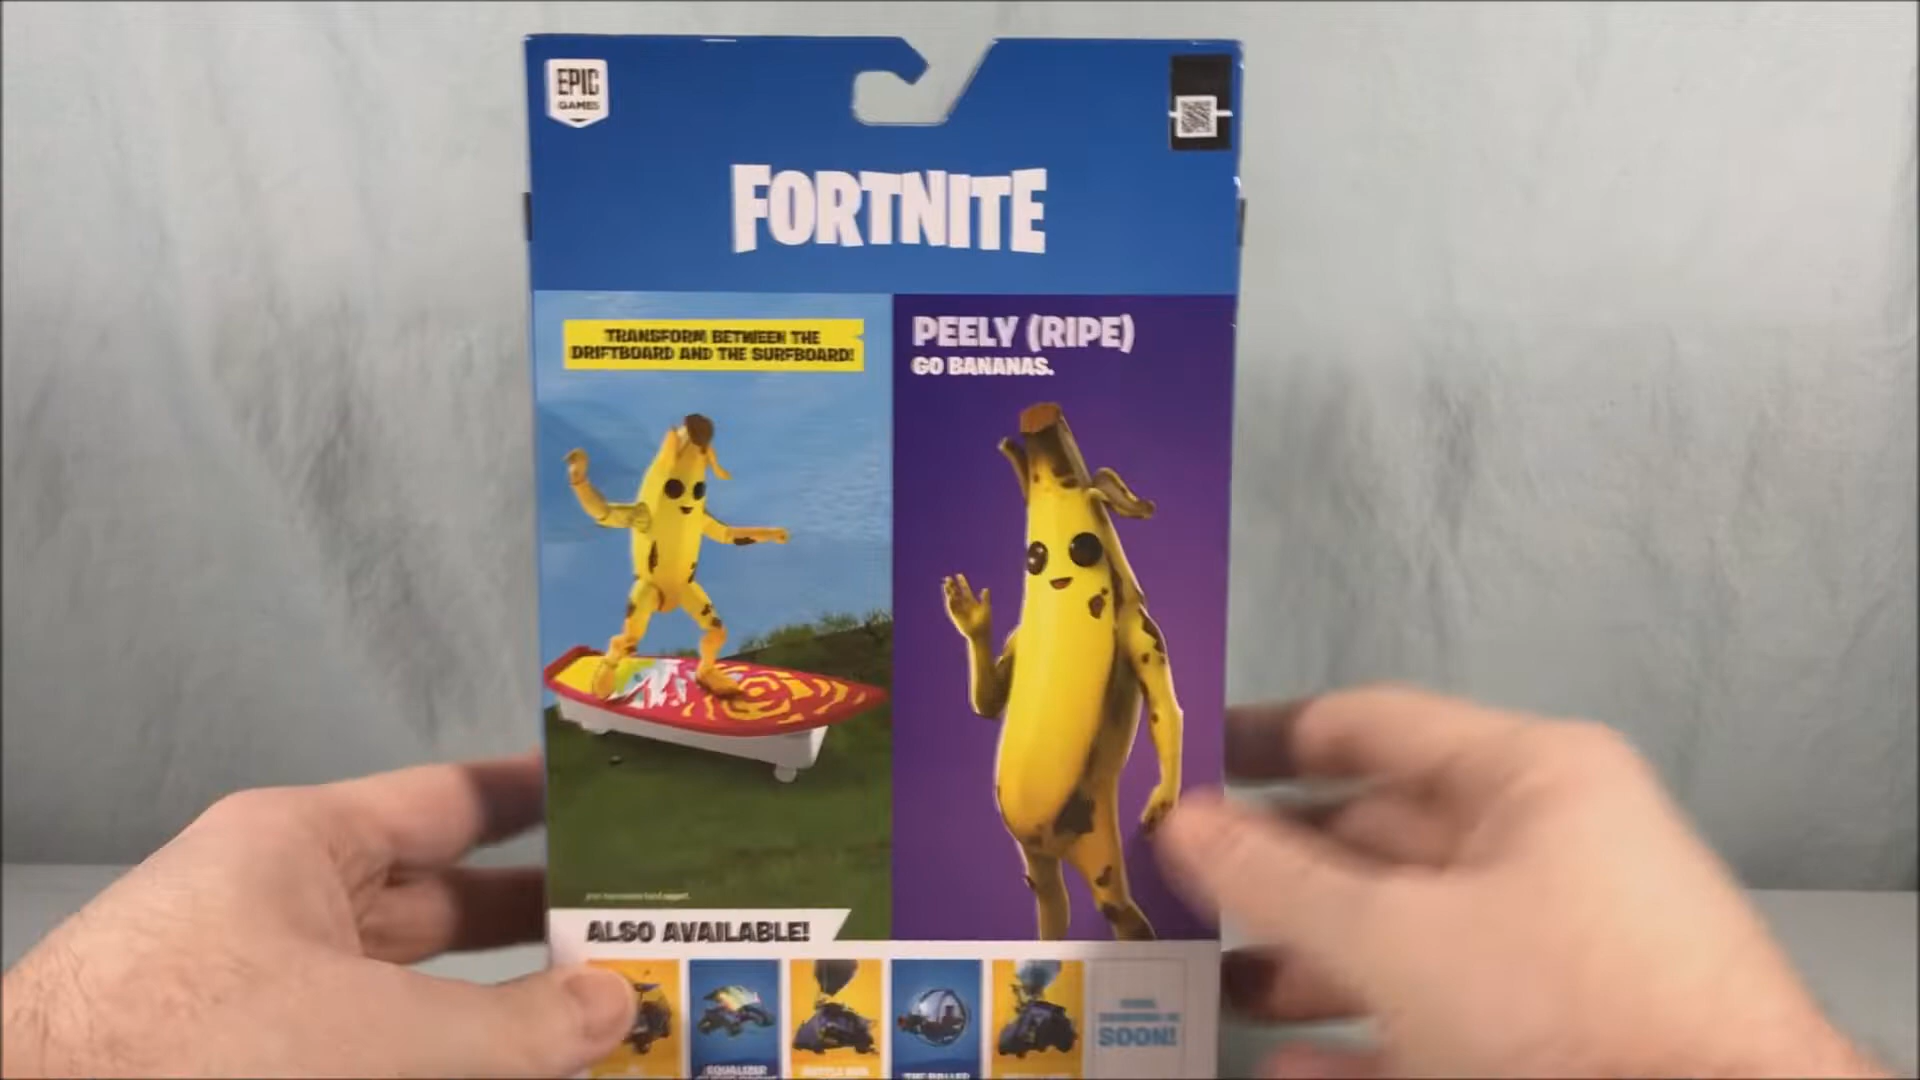 EPIC
GAMES
FORTNITE
TRANSFORM BETWEEN THE
DRIFTBOARD AND THE SURFBOARD!
PEELY (RIPE)
GO BANANAS.
ALSO AVAILABLE!
SOON!